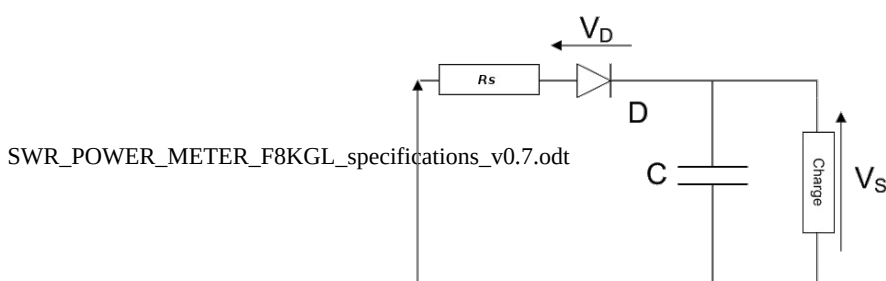 V_D
Rs
D
SWR_POWER_METER_F8KGL_specifications_v0.7.odt
C
Charge
V_S